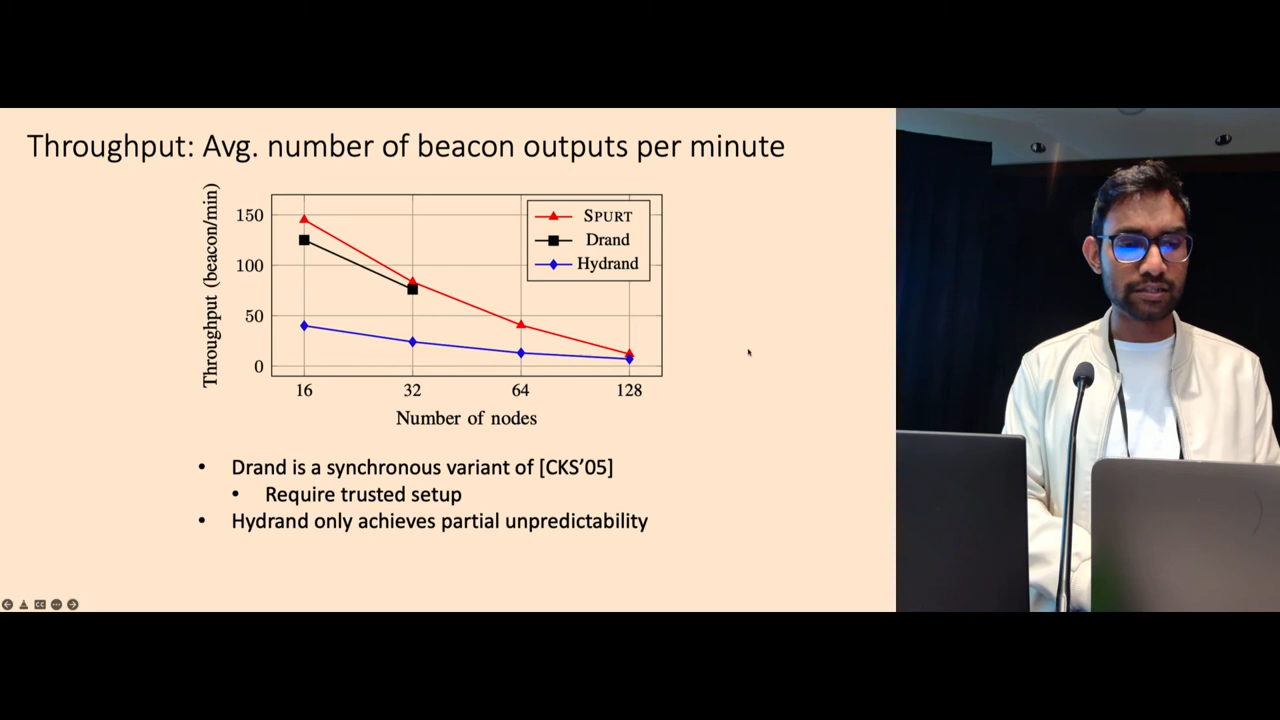 Throughput: Avg. number of beacon outputs per minute
Throughput (beacon/min)
150
100
50
0
SPURT
Drand
Hydrand
16 32 64 128
Number of nodes
• Drand is a synchronous variant of [CKS’05]
• Require trusted setup
• Hydrand only achieves partial unpredictability